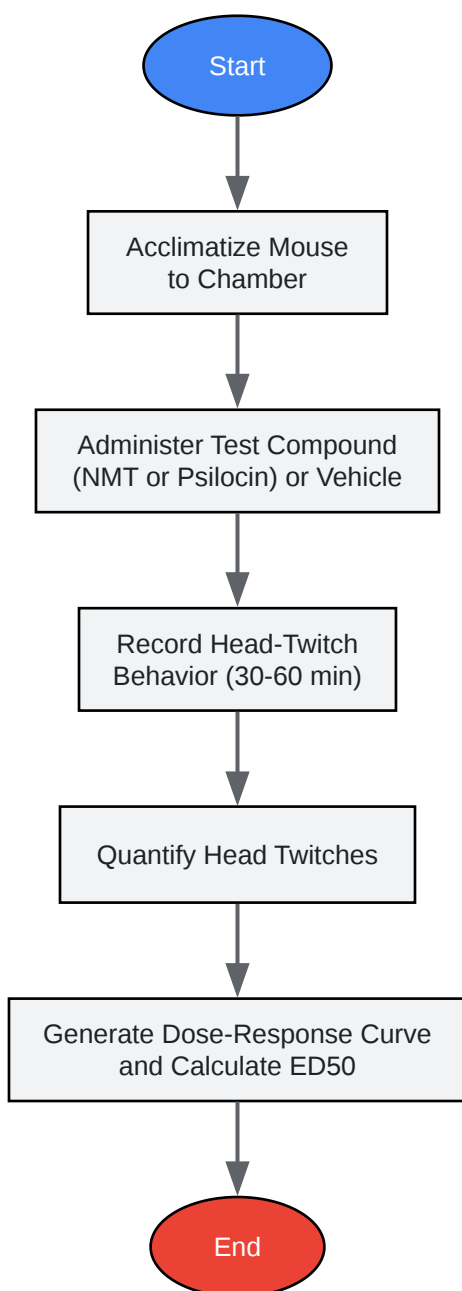 Start
Acclimatize Mouse
to Chamber
Administer Test Compound
(NMT or Psilocin) or Vehicle
Record Head-Twitch
Behavior (30-60 min)
Quantify Head Twitches
Generate Dose-Response Curve
and Calculate ED50
End